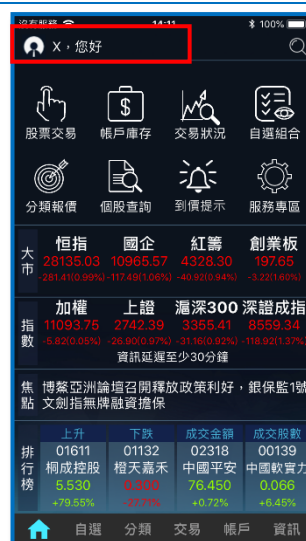 沒有服務 14:11 100%
X，您好
股票交易 帳戶庫存 交易狀況 自選組合
分類報價 個股查詢 到價提示 服務專區
大市 恒指 國企 紅籌 創業板
28135.03 10965.57 4328.30 197.65
-281.41(0.99%) -117.49(1.06%) -40.92(0.94%) -3.22(1.60%)
指數 加權 上證 滬深300 深證成指
11093.75 2742.39 3355.41 8559.34
-5.82(0.05%) -26.90(0.97%) -31.16(0.92%) -118.92(1.37%)
資訊延遲至少30分鐘
焦點 博鰲亞洲論壇召開釋放政策利好，銀保監1號
文劍指無牌融資擔保
排行榜 上升 下跌 成交金額 成交股數
01611 01132 02318 00139
桐成控股 橙天嘉禾 中國平安 中國軟實力
5.530 0.300 76.450 0.066
+79.55% -27.71% +0.72% +6.45%
自選 分類 交易 帳戶 資訊